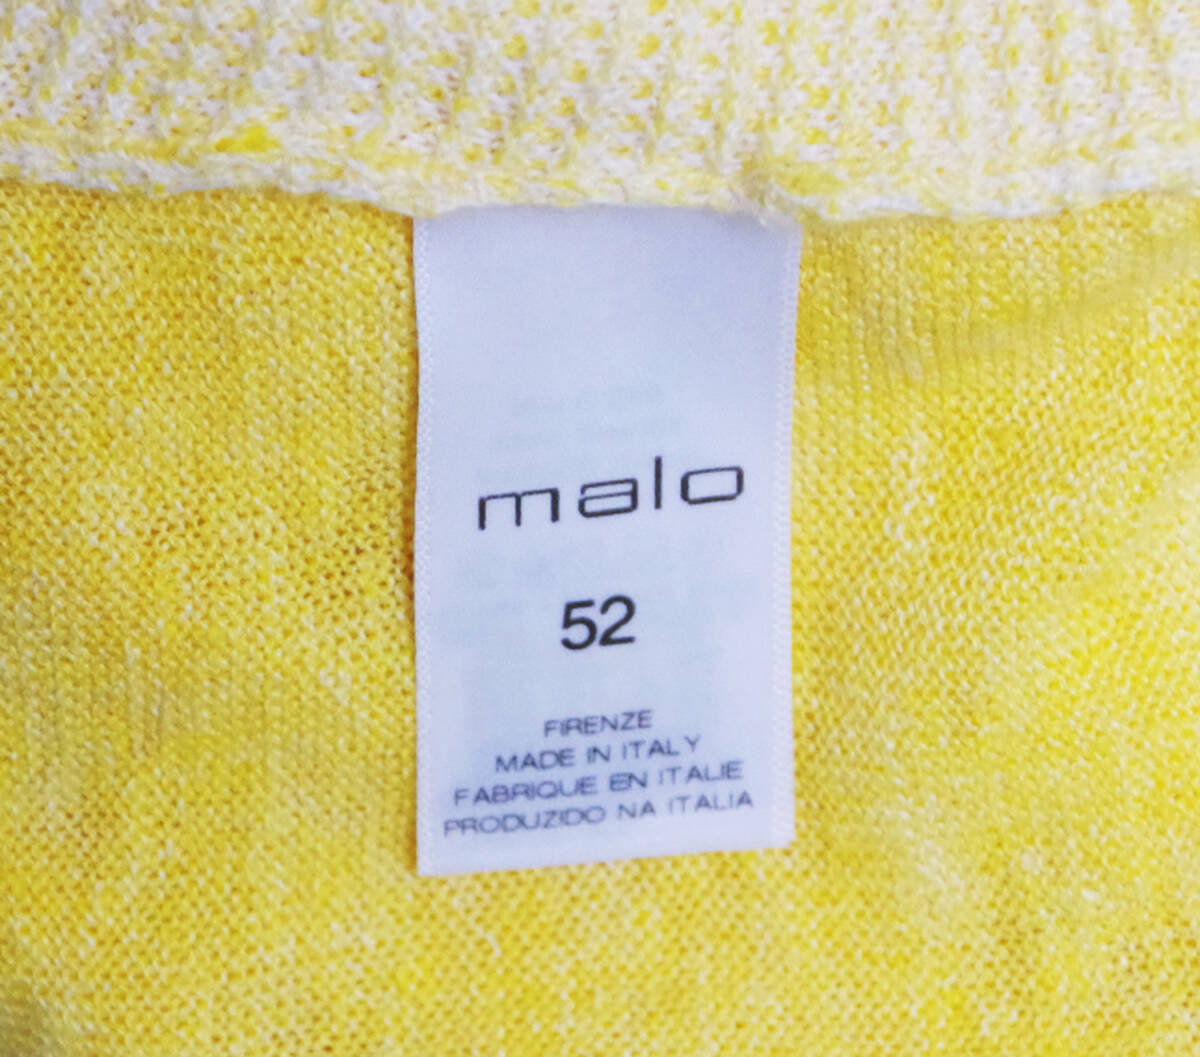 malo
52
FIRENZE
MADE IN ITALY
FABRIQUE EN ITALIE
PRODUZIDO NA ITALIA